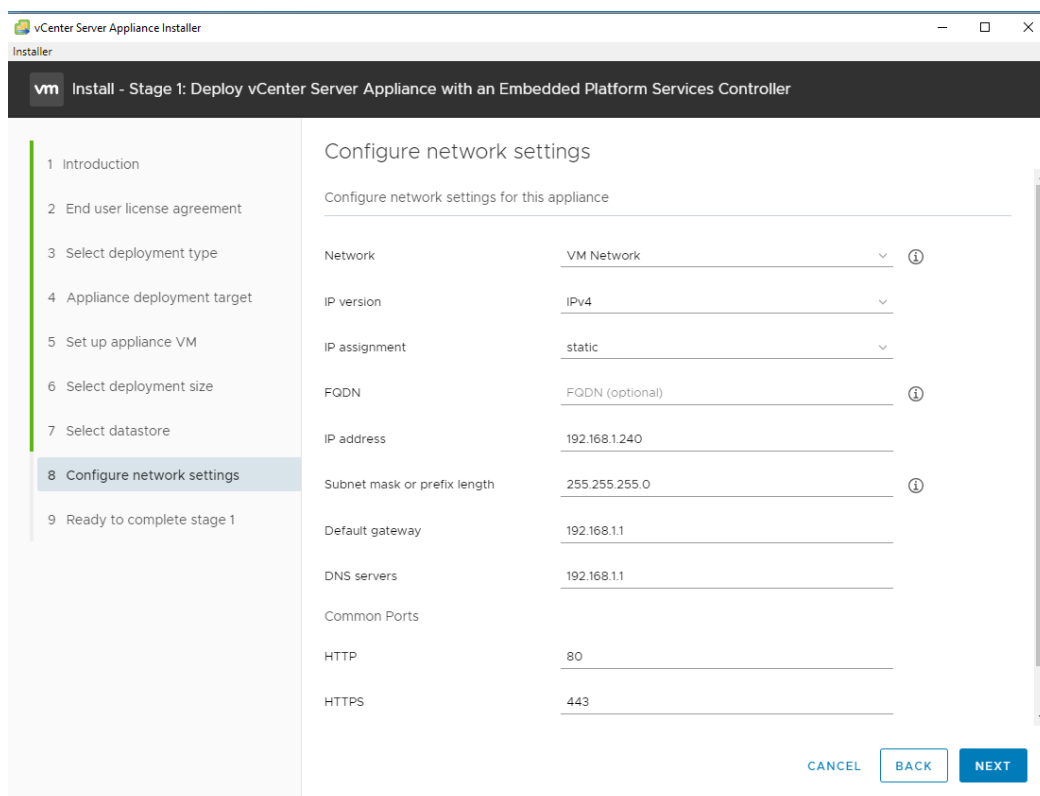 vCenter Server Appliance Installer
Installer
vm Install - Stage 1: Deploy vCenter Server Appliance with an Embedded Platform Services Controller
1 Introduction
2 End user license agreement
3 Select deployment type
4 Appliance deployment target
5 Set up appliance VM
6 Select deployment size
7 Select datastore
8 Configure network settings
9 Ready to complete stage 1
Configure network settings
Configure network settings for this appliance
Network VM Network
IP version IPv4
IP assignment static
FQDN FQDN (optional)
IP address 192.168.1.240
Subnet mask or prefix length 255.255.255.0
Default gateway 192.168.1.1
DNS servers 192.168.1.1
Common Ports
HTTP 80
HTTPS 443
CANCEL BACK NEXT